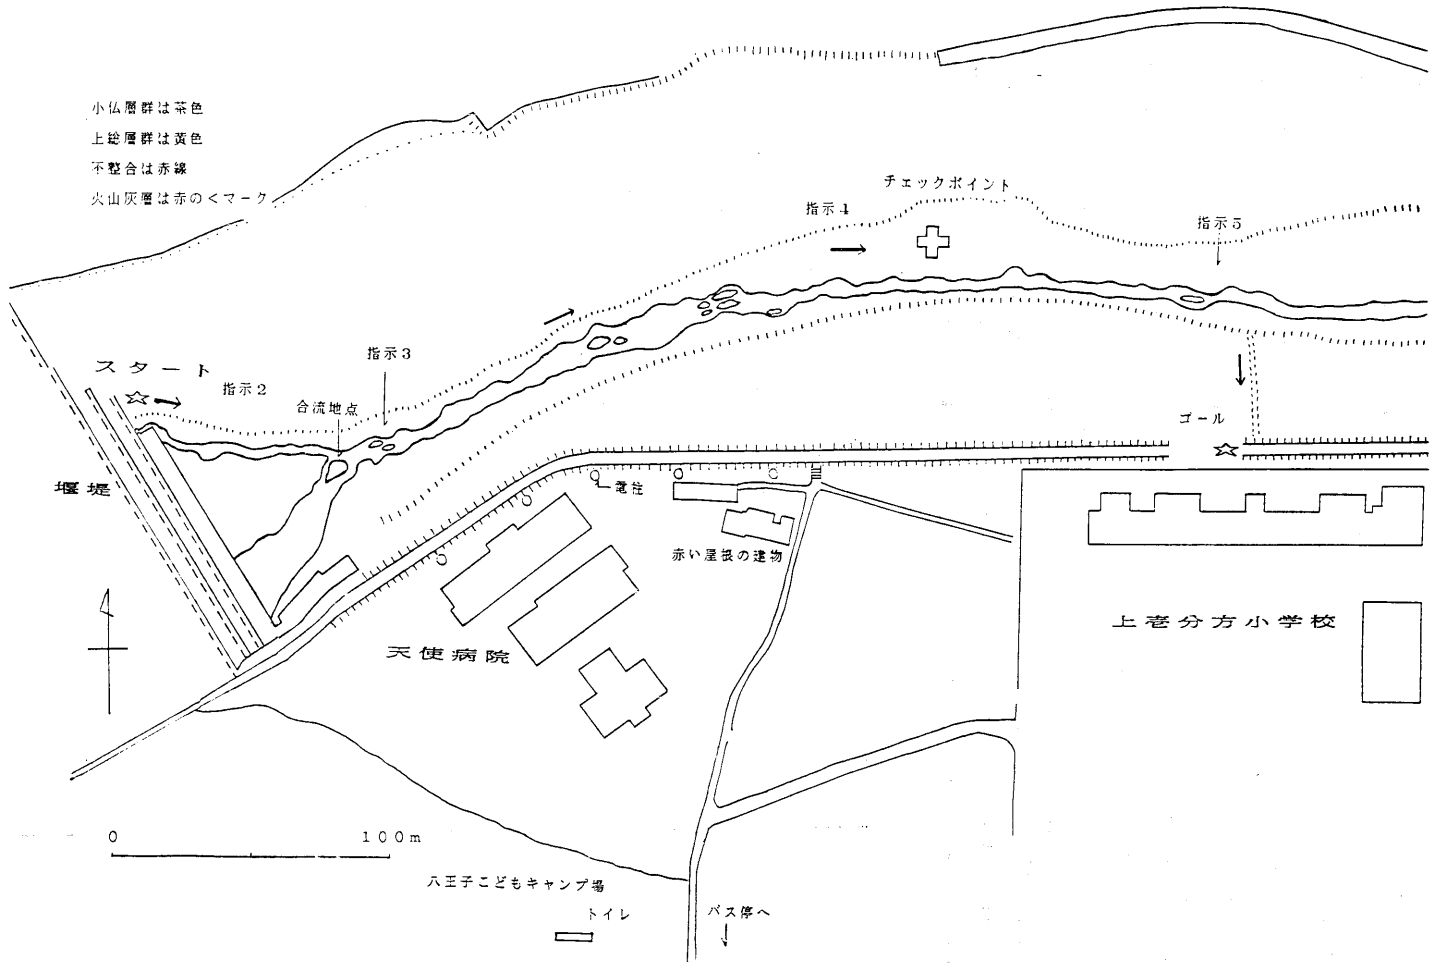 小仏層群は茶色
上総層群は黄色
不整合は赤線
火山灰層は赤の<マーク
チェックポイント
指示4
指示5
指示3
スタート
指示2
合流地点
ゴール
堰堤
電柱
赤い屋根の建物
上壱分方小学校
天使病院
0 100m
八王子こどもキャンプ場
トイレ
バス停へ